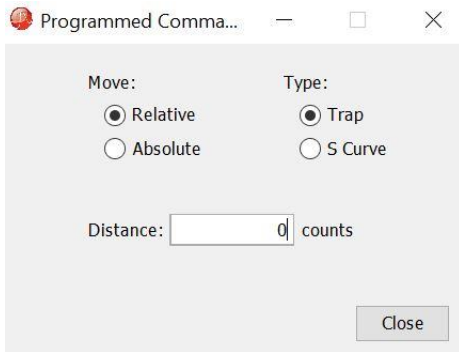 Programmed Comma...
Move: Type:
Relative Trap
Absolute S Curve
Distance: 0 counts
Close